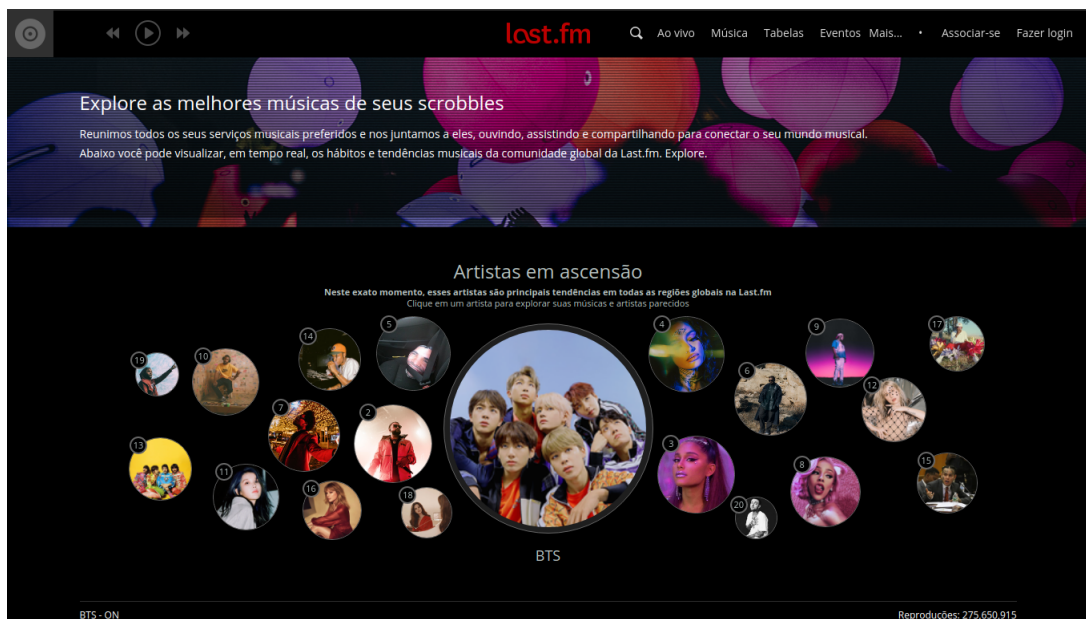 last.fm
Ao vivo Música Tabelas Eventos Mais... • Associar-se Fazer login
Explore as melhores músicas de seus scrobbles
Reunimos todos os seus serviços musicais preferidos e nos juntamos a eles, ouvindo, assistindo e compartilhando para conectar o seu mundo musical.
Abaixo você pode visualizar, em tempo real, os hábitos e tendências musicais da comunidade global da Last.fm. Explore.
Artistas em ascensão
Neste exato momento, esses artistas são principais tendências em todas as regiões globais na Last.fm
Clique em um artista para explorar suas músicas e artistas parecidos
19
10
14
5
4
6
9
12
17
13
11
7
16
2
18
3
20
8
15
BTS
BTS - ON
Reproduções: 275,650,915